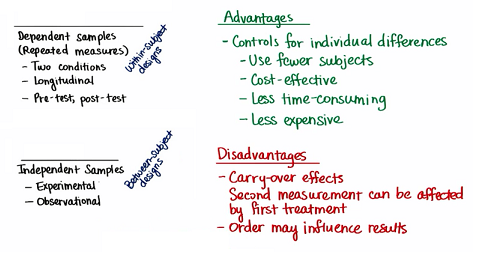 Dependent Samples
(Repeated measures)
- Two conditions
- Longitudinal
- Pre-test, post-test
Within-subject
designs
Independent Samples
- Experimental
- Observational
Between-subject
designs
Advantages
- Controls for individual differences
- Use fewer subjects
- Cost-effective
- Less time-consuming
- Less expensive
Disadvantages
- Carry-over effects
Second measurement can be affected
by first treatment
- Order may influence results